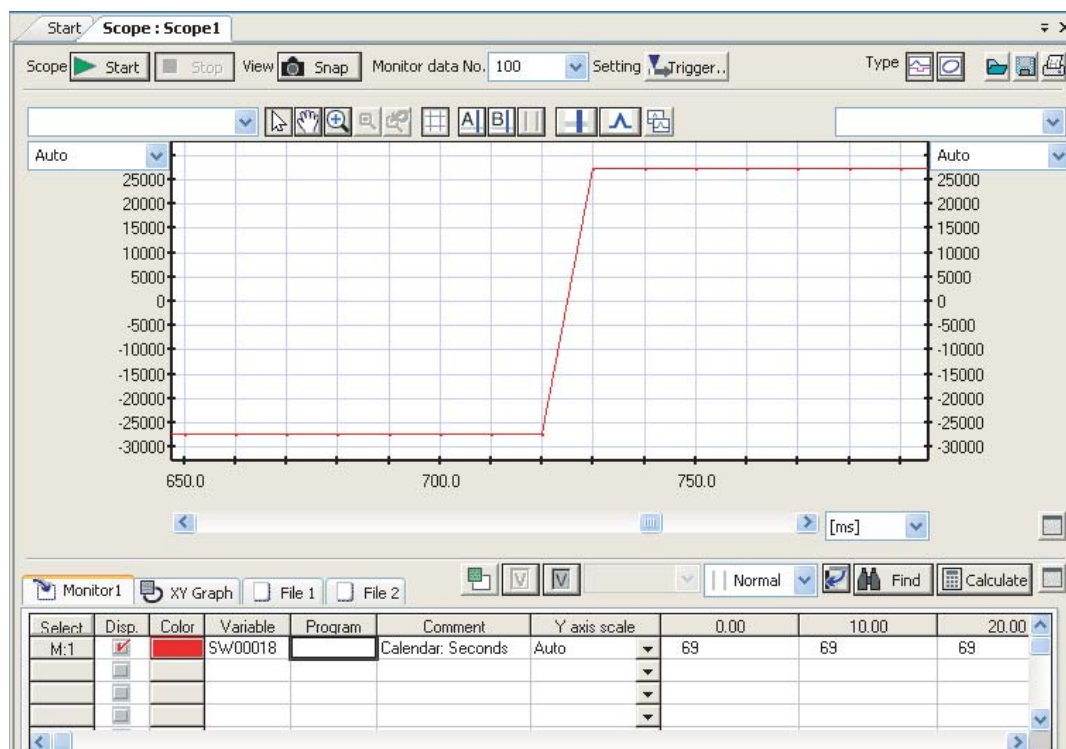 Start Scope : Scope1
Scope Start Stop View Snap Monitor data No. 100 Setting Trigger.. Type
A B
Auto Auto
25000 25000
20000 20000
15000 15000
10000 10000
5000 5000
0 0
-5000 -5000
-10000 -10000
-15000 -15000
-20000 -20000
-25000 -25000
-30000 -30000
650.0 700.0 750.0
[ms]
Monitor1 XY Graph File 1 File 2 V V Normal Find Calculate
Select Disp. Color Variable Program Comment Y axis scale 0.00 10.00 20.00
M:1 SW00018 Calendar: Seconds Auto 69 69 69